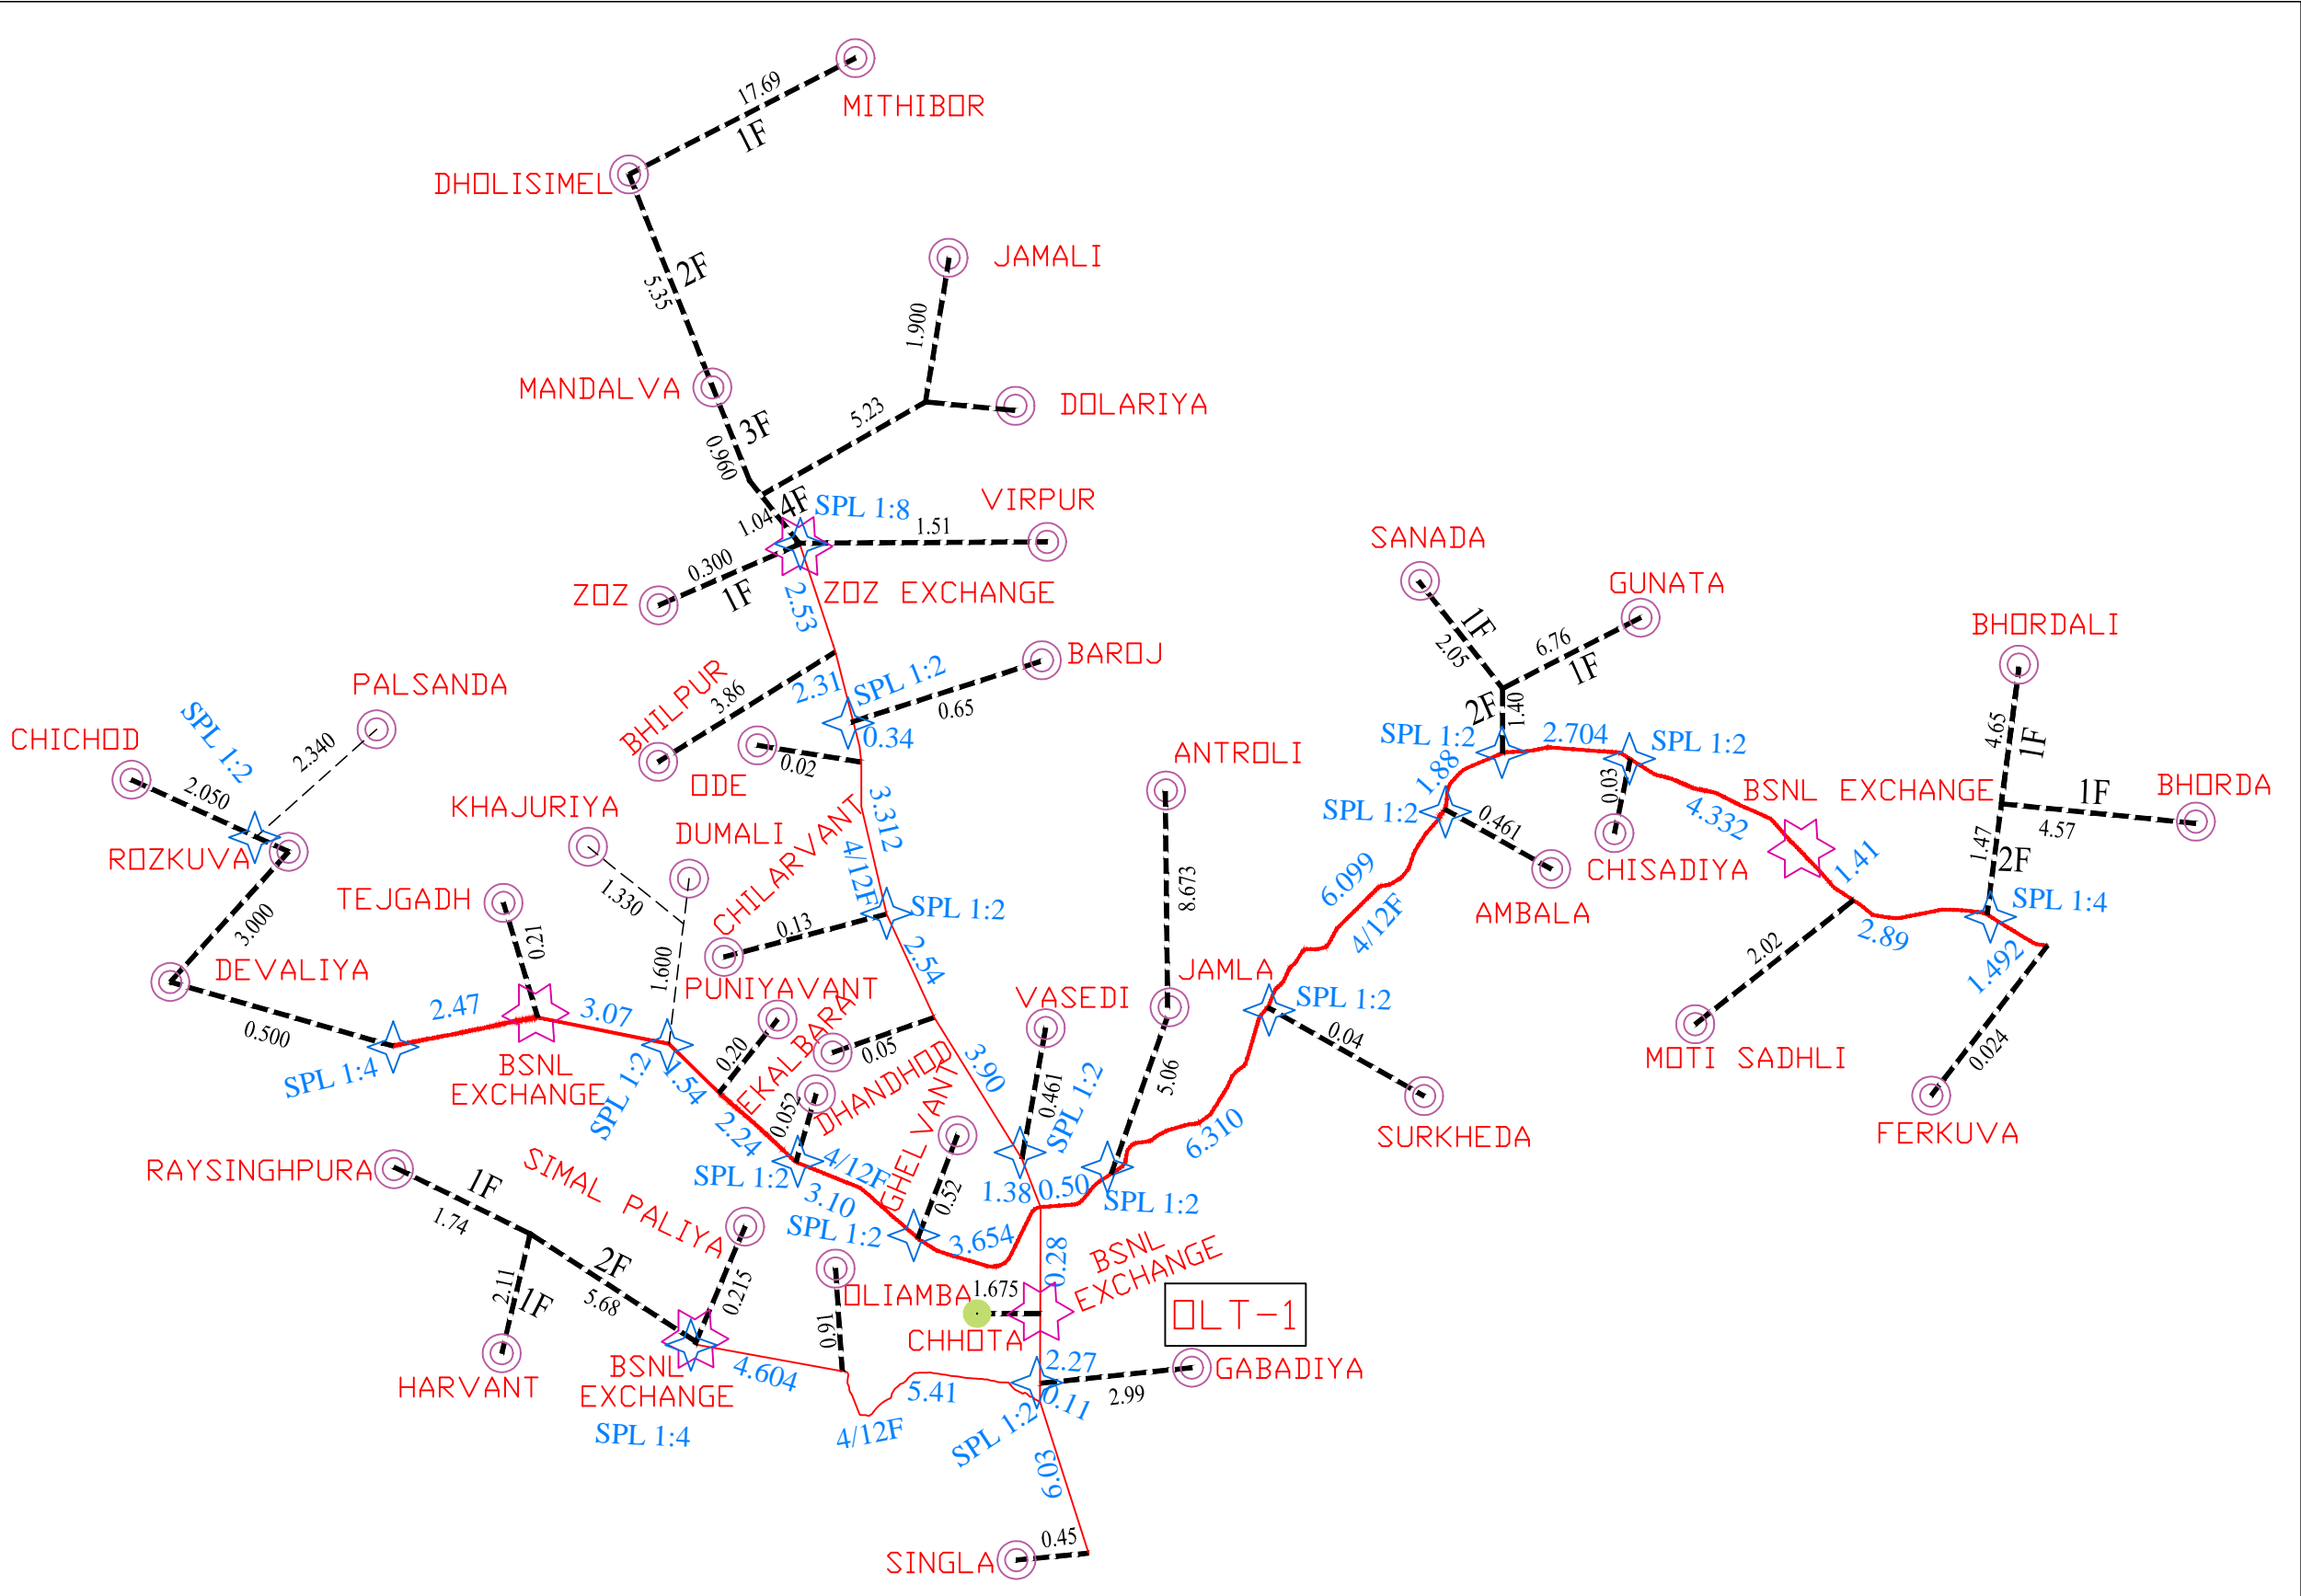 17.69
MITHIBOR
1F
DHOLISIMEL
2F
5.35
JAMALI
1.900
MANDALVA
DOLARIYA
5.23
3F
0.960
4F
1.04
SPL 1:8
VIRPUR
1.51
0.300
ZOZ
1F
ZOZ EXCHANGE
2.53
SANADA
1F
2.05
GUNATA
6.76
1F
BHORDALI
4.65
1F
BAROJ
SPL 1:2
0.65
2.31
BHILPUR
3.86
0.34
PALSANDA
SPL 1:2
2.340
CHICHOD
2.050
ROZKUVA
3.000
DEVALIYA
0.500
ODE
0.02
KHAJURIYA
1.330
DUMALI
1.600
CHILARVANT
3.312
4/12F
SPL 1:2
0.13
2.54
ANTROLI
8.673
2F
1.40
SPL 1:2
2.704
SPL 1:2
1.88
SPL 1:2
0.03
CHISADIYA
0.461
AMBALA
4.332
BSNL EXCHANGE
1.41
1F
4.57
BHORDA
1.47
2F
SPL 1:4
2.89
1.492
2.02
MOTI SADHLI
0.024
FERKUVA
6.099
4/12F
JAMLA
SPL 1:2
0.04
SURKHEDA
6.310
5.06
TEJGADH
0.21
2.47
3.07
SPL 1:4
BSNL
EXCHANGE
SPL 1:2
1.54
PUNIYAVANT
0.20
EKALBARA
0.05
0.052
DHANDHOD
2.24
SPL 1:2
4/12F
3.10
GHEL VANT
0.52
SPL 1:2
3.654
VASEDI
0.461
3.90
SPL 1:2
1.38
0.50
SPL 1:2
0.28
BSNL
EXCHANGE
OLT-1
RAYSINGHPURA
1F
1.74
SIMAL PALIYA
0.215
2F
5.68
2.11
1F
HARVANT
BSNL
EXCHANGE
SPL 1:4
4.604
OLIAMBA
0.91
1.675
CHHOTA
2.27
GABADIYA
2.99
0.11
SPL 1:2
5.41
4/12F
6.03
0.45
SINGLA